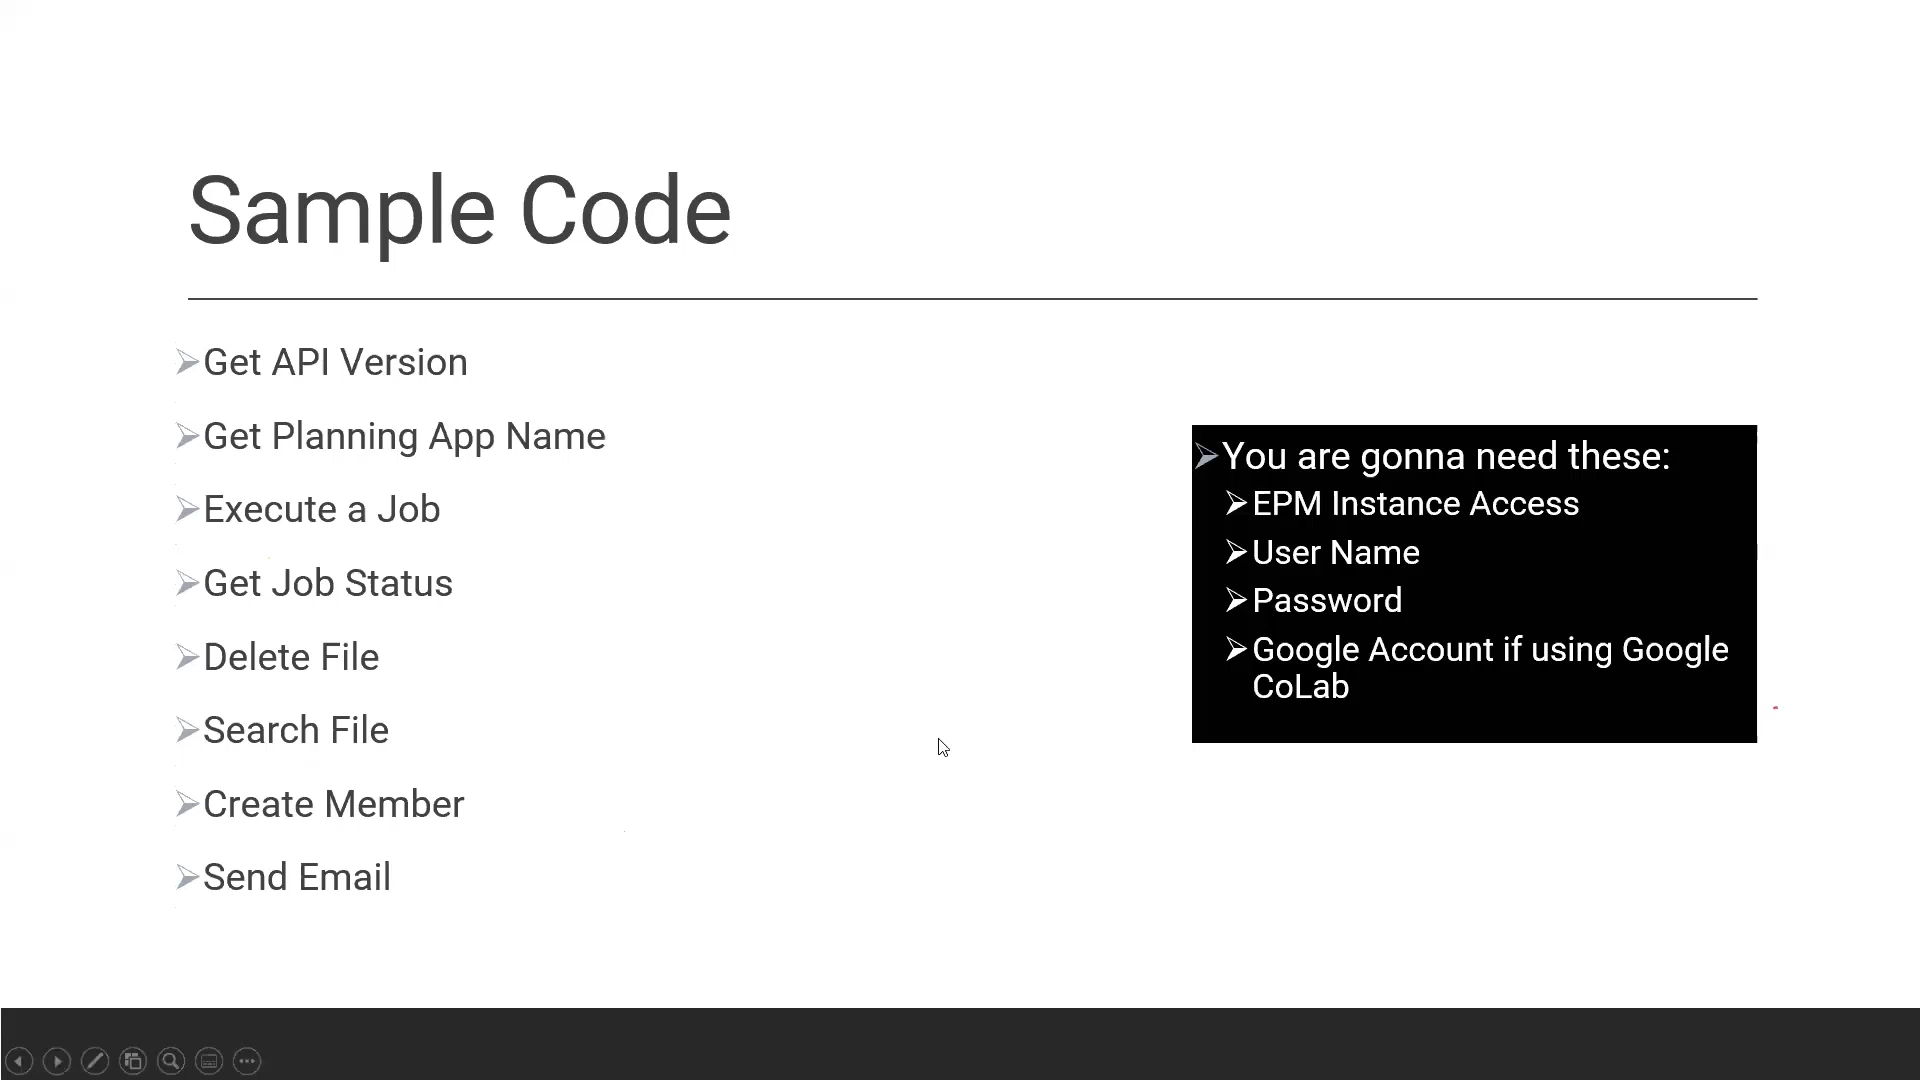 Sample Code
Get API Version
Get Planning App Name
Execute a Job
Get Job Status
Delete File
Search File
Create Member
Send Email
You are gonna need these:
EPM Instance Access
User Name
Password
Google Account if using Google
CoLab